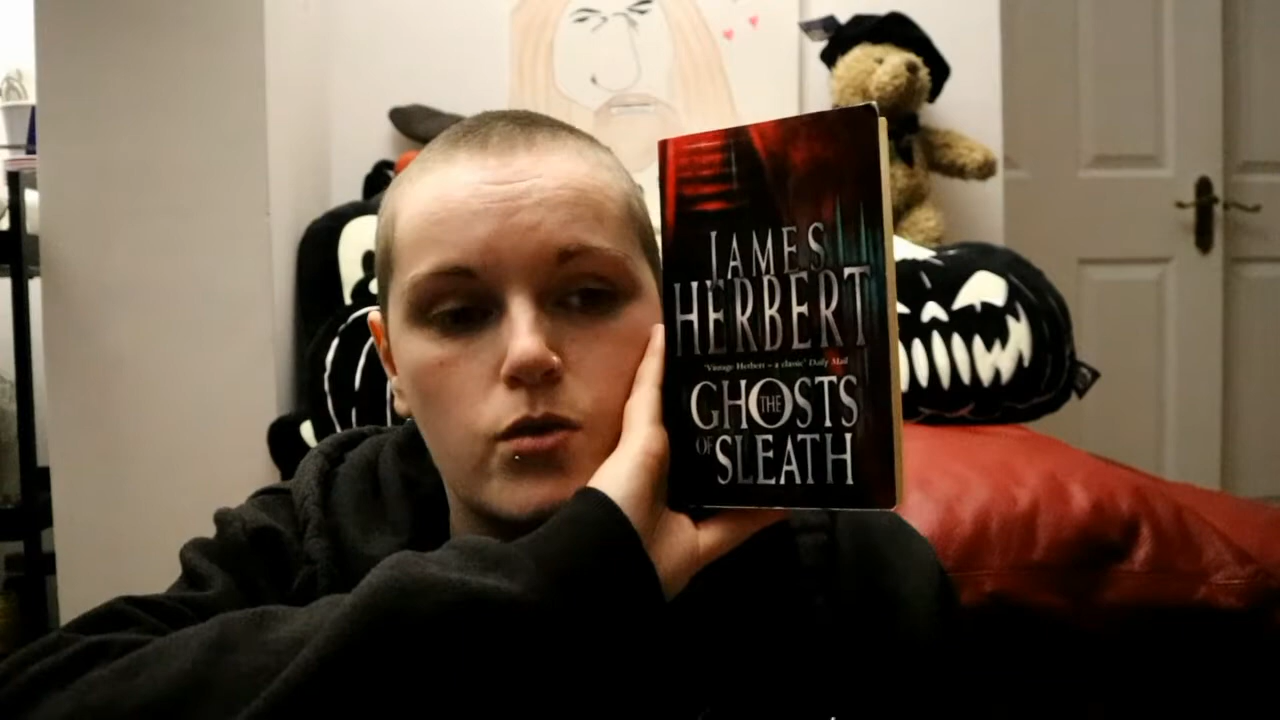 JAMES
HERBERT
'Vintage Herbert – a classic' Daily Mail
GHOSTS
THE
OF SLEATH